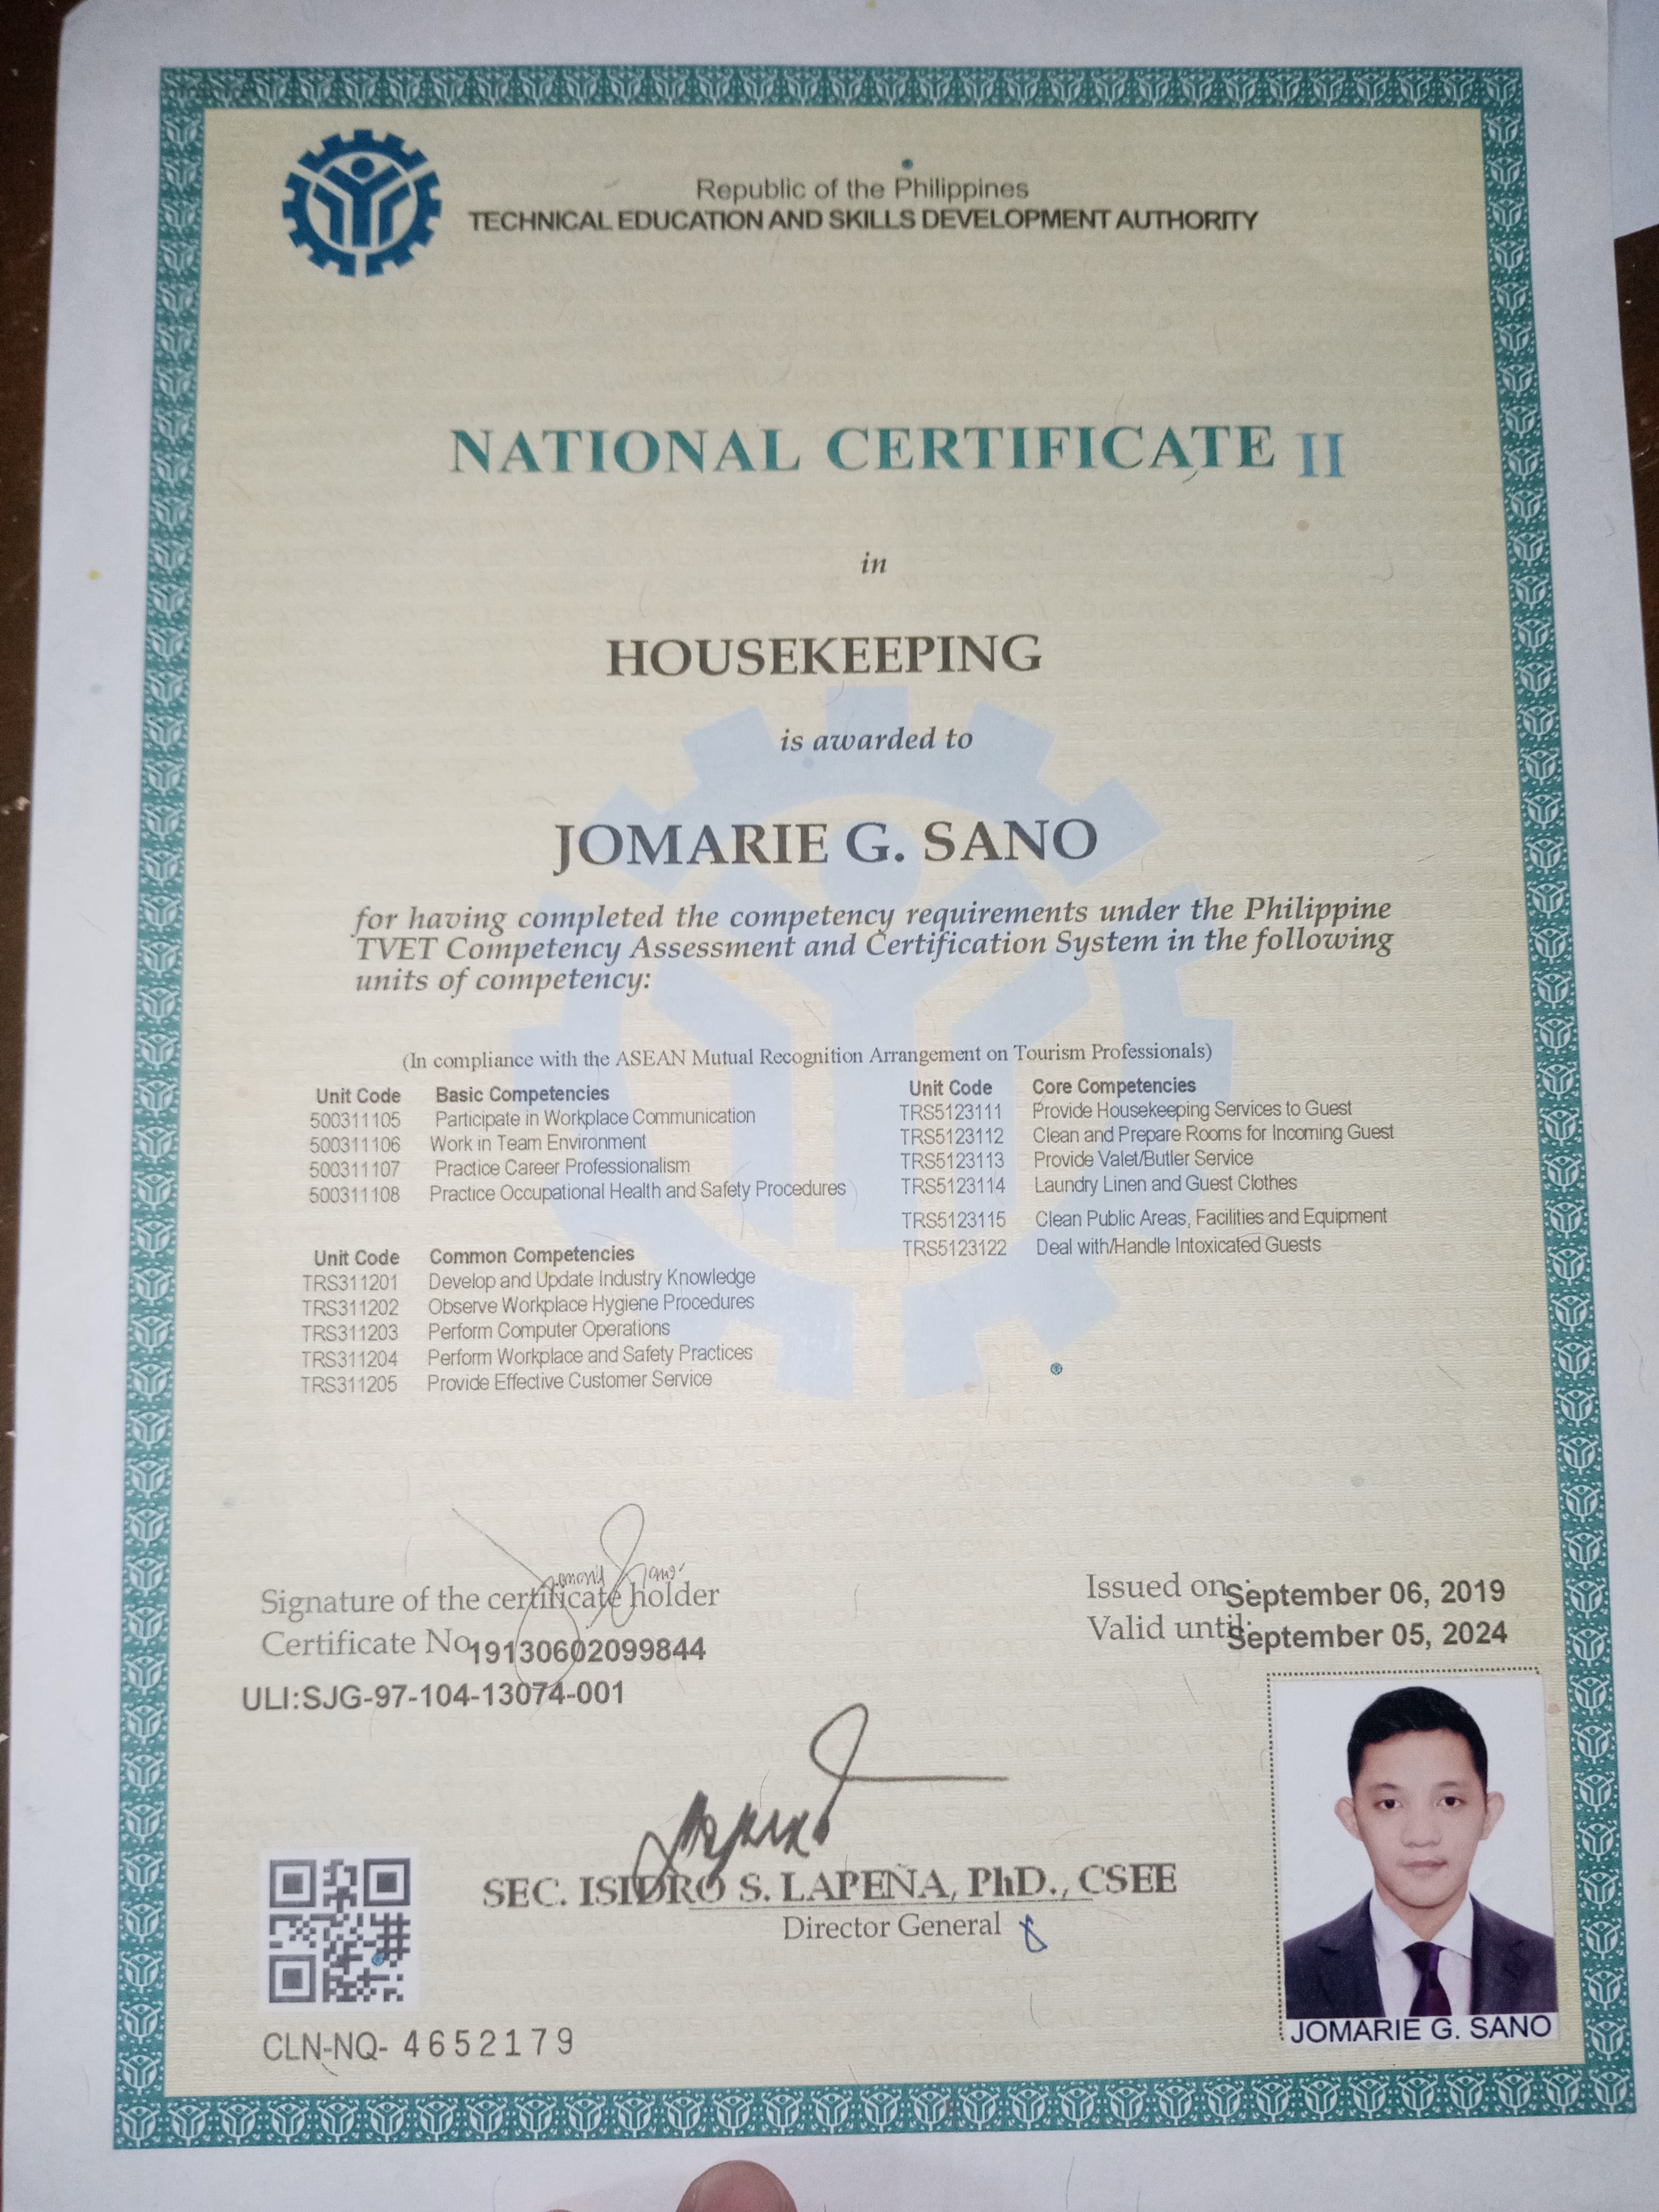 Republic of the Philippines
TECHNICAL EDUCATION AND SKILLS DEVELOPMENT AUTHORITY
NATIONAL CERTIFICATE II
in
HOUSEKEEPING
is awarded to
JOMARIE G. SANO
for having completed the competency requirements under the Philippine
TVET Competency Assessment and Certification System in the following
units of competency:
(In compliance with the ASEAN Mutual Recognition Arrangement on Tourism Professionals)
Unit Code Basic Competencies
500311105 Participate in Workplace Communication
500311106 Work in Team Environment
500311107 Practice Career Professionalism
500311108 Practice Occupational Health and Safety Procedures
Unit Code Common Competencies
TRS311201 Develop and Update Industry Knowledge
TRS311202 Observe Workplace Hygiene Procedures
TRS311203 Perform Computer Operations
TRS311204 Perform Workplace and Safety Practices
TRS311205 Provide Effective Customer Service
Unit Code Core Competencies
TRS5123111 Provide Housekeeping Services to Guest
TRS5123112 Clean and Prepare Rooms for Incoming Guest
TRS5123113 Provide Valet/Butler Service
TRS5123114 Laundry Linen and Guest Clothes
TRS5123115 Clean Public Areas, Facilities and Equipment
TRS5123122 Deal with/Handle Intoxicated Guests
Signature of the certificate holder
Certificate No 19130602099844
ULI:SJG-97-104-13074-001
Issued on: September 06, 2019
Valid until: September 05, 2024
SEC. ISIDRO S. LAPEÑA, PhD., CSEE
Director General
JOMARIE G. SANO
CLN-NQ- 4652179